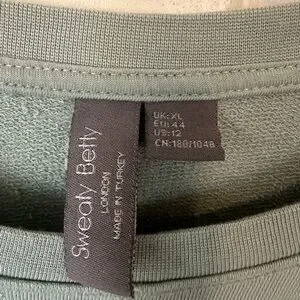 Sweaty Betty
LONDON
MADE IN TURKEY
UK: XL
EU: 44
US: 12
CN: 180/104B